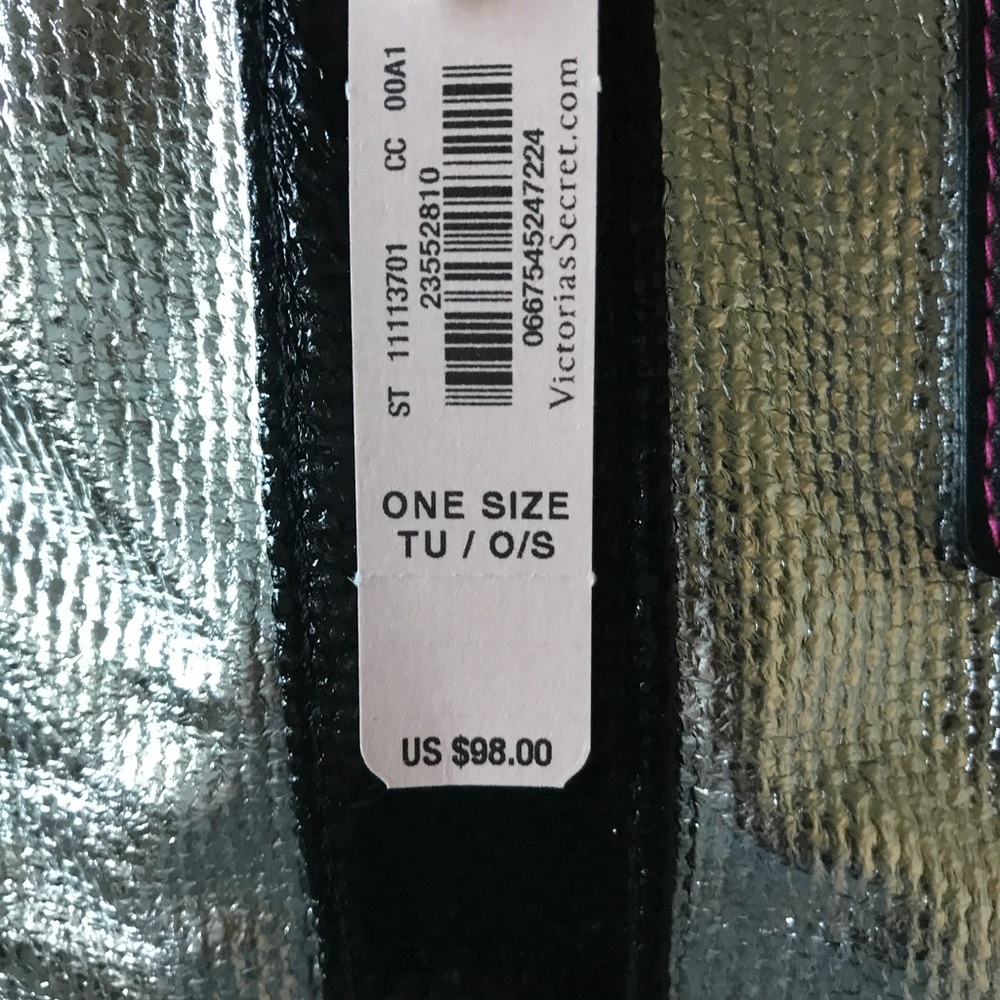 ST 11113701 CC 00A1
23552810
0667545247224
VictoriasSecret.com
ONE SIZE
TU / O/S
US $98.00